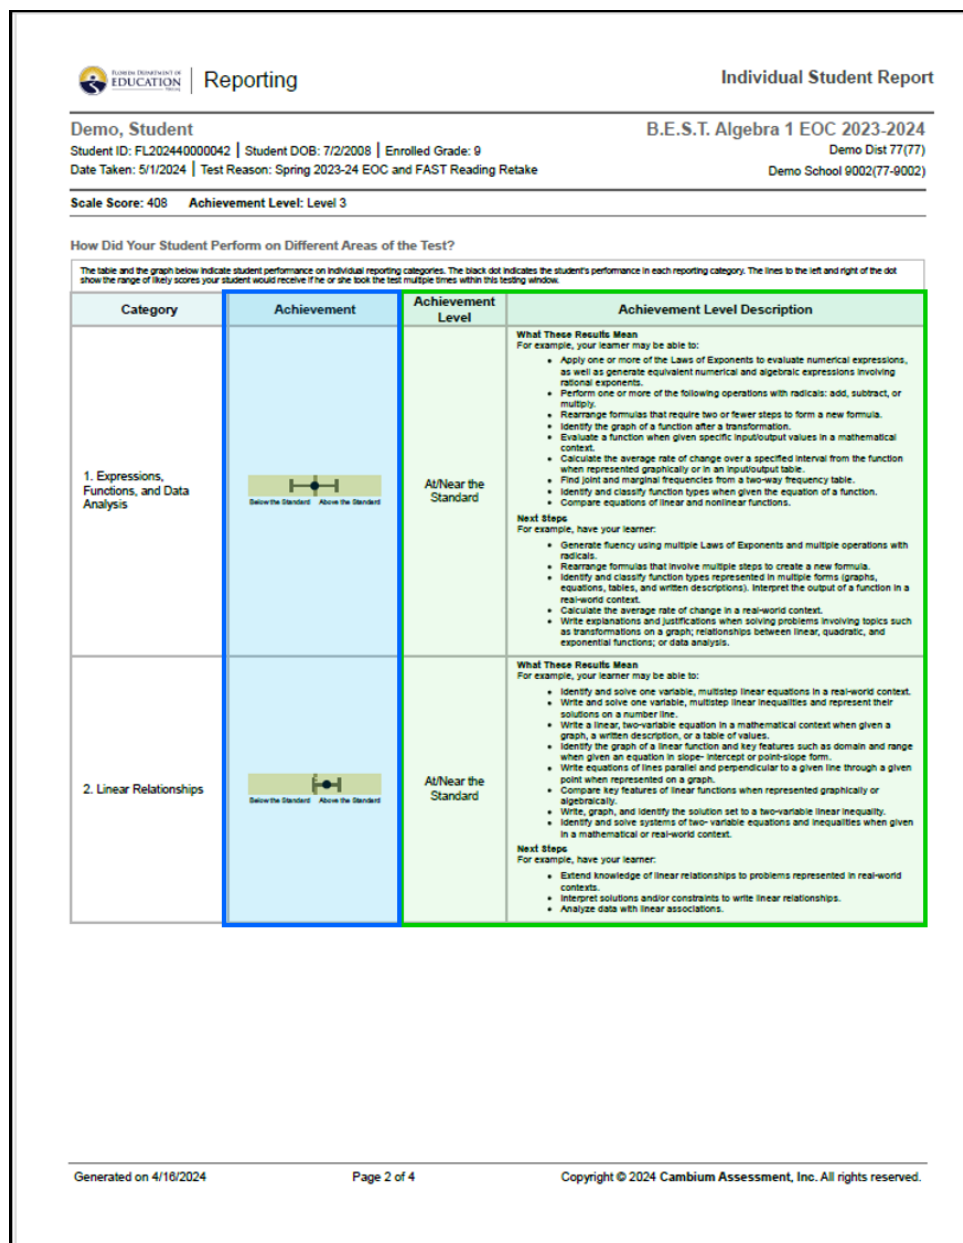 FLORIDA DEPARTMENT OF
EDUCATION
Reporting
Individual Student Report
Demo, Student
B.E.S.T. Algebra 1 EOC 2023-2024
Student ID: FL202440000042 | Student DOB: 7/2/2008 | Enrolled Grade: 9
Demo Dist 77(77)
Date Taken: 5/1/2024 | Test Reason: Spring 2023-24 EOC and FAST Reading Retake
Demo School 9002(77-9002)
Scale Score: 408 Achievement Level: Level 3
How Did Your Student Perform on Different Areas of the Test?
The table and the graph below indicate student performance on individual reporting categories. The black dot indicates the student's performance in each reporting category. The lines to the left and right of the dot
show the range of likely scores your student would receive if he or she took the test multiple times within this testing window.
Category
Achievement
Achievement
Level
Achievement Level Description
1. Expressions,
Functions, and Data
Analysis
Below the Standard Above the Standard
At/Near the
Standard
What These Results Mean
For example, your learner may be able to:
• Apply one or more of the Laws of Exponents to evaluate numerical expressions,
as well as generate equivalent numerical and algebraic expressions involving
rational exponents.
• Perform one or more of the following operations with radicals: add, subtract, or
multiply.
• Rearrange formulas that require two or fewer steps to form a new formula.
• Identify the graph of a function after a transformation.
• Evaluate a function when given specific input/output values in a mathematical
context.
• Calculate the average rate of change over a specified interval from the function
when represented graphically or in an input/output table.
• Find joint and marginal frequencies from a two-way frequency table.
• Identify and classify function types when given the equation of a function.
• Compare equations of linear and nonlinear functions.
Next Steps
For example, have your learner:
• Generate fluency using multiple Laws of Exponents and multiple operations with
radicals.
• Rearrange formulas that involve multiple steps to create a new formula.
• Identify and classify function types represented in multiple forms (graphs,
equations, tables, and written descriptions). Interpret the output of a function in a
real-world context.
• Calculate the average rate of change in a real-world context.
• Write explanations and justifications when solving problems involving topics such
as transformations on a graph; relationships between linear, quadratic, and
exponential functions; or data analysis.
2. Linear Relationships
Below the Standard Above the Standard
At/Near the
Standard
What These Results Mean
For example, your learner may be able to:
• Identify and solve one variable, multistep linear equations in a real-world context.
• Write and solve one variable, multistep linear inequalities and represent their
solutions on a number line.
• Write a linear, two-variable equation in a mathematical context when given a
graph, a written description, or a table of values.
• Identify the graph of a linear function and key features such as domain and range
when given an equation in slope- intercept or point-slope form.
• Write equations of lines parallel and perpendicular to a given line through a given
point when represented on a graph.
• Compare key features of linear functions when represented graphically or
algebraically.
• Write, graph, and identify the solution set to a two-variable linear inequality.
• Identify and solve systems of two- variable equations and inequalities when given
in a mathematical or real-world context.
Next Steps
For example, have your learner:
• Extend knowledge of linear relationships to problems represented in real-world
contexts.
• Interpret solutions and/or constraints to write linear relationships.
• Analyze data with linear associations.
Generated on 4/16/2024
Page 2 of 4
Copyright © 2024 Cambium Assessment, Inc. All rights reserved.